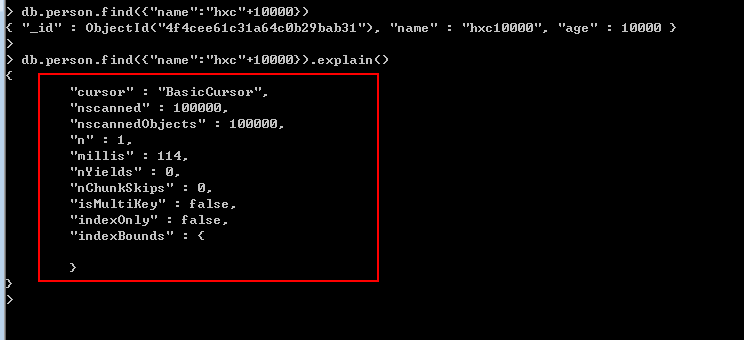 > db.person.find({"name":"hxc"+10000})
{ "_id" : ObjectId("4f4cee61c31a64c0b29bab31"), "name" : "hxc10000", "age" : 10000 }
>
> db.person.find({"name":"hxc"+10000}).explain()
{
"cursor" : "BasicCursor",
"nscanned" : 100000,
"nscannedObjects" : 100000,
"n" : 1,
"millis" : 114,
"nYields" : 0,
"nChunkSkips" : 0,
"isMultiKey" : false,
"indexOnly" : false,
"indexBounds" : {
}
}
>